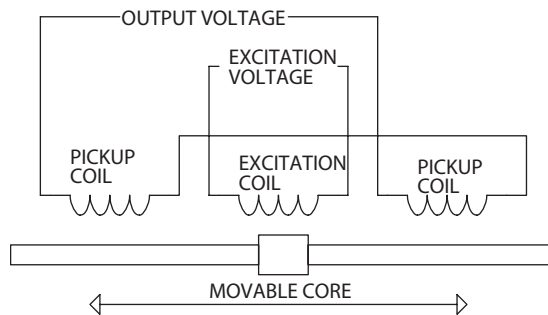 OUTPUT VOLTAGE
EXCITATION
VOLTAGE
PICKUP
COIL
EXCITATION
COIL
PICKUP
COIL
MOVABLE CORE